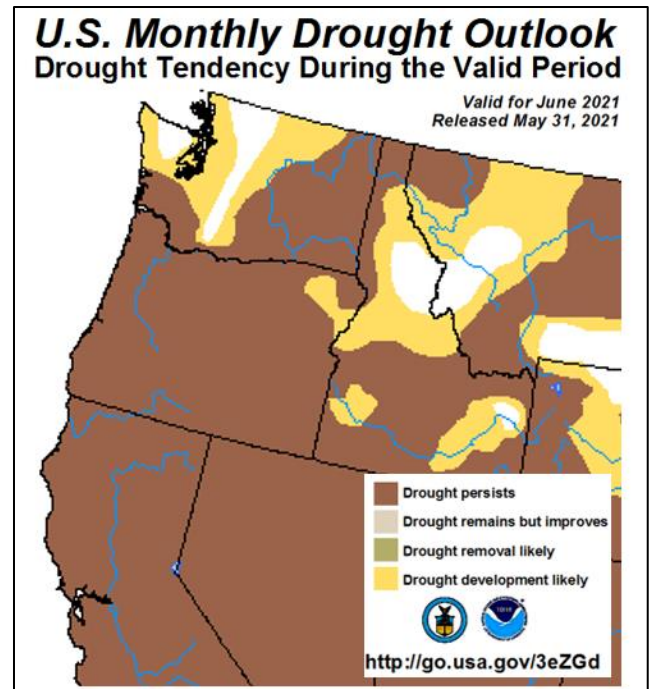 U.S. Monthly Drought Outlook
Drought Tendency During the Valid Period
Valid for June 2021
Released May 31, 2021
Drought persists
Drought remains but improves
Drought removal likely
Drought development likely
http://go.usa.gov/3eZGd